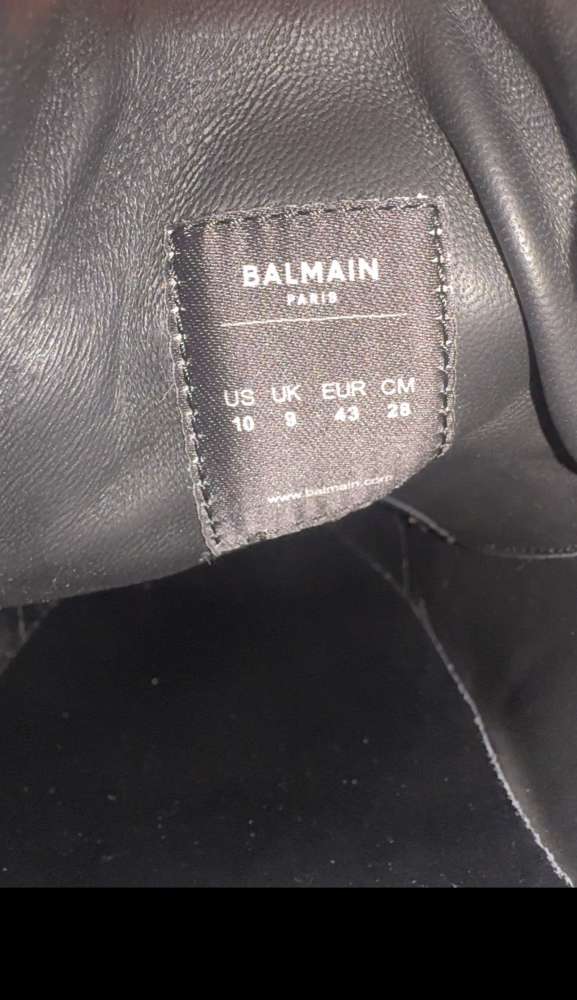 BALMAIN
PARIS
US UK EUR CM
10 9 43 28
www.balmain.com